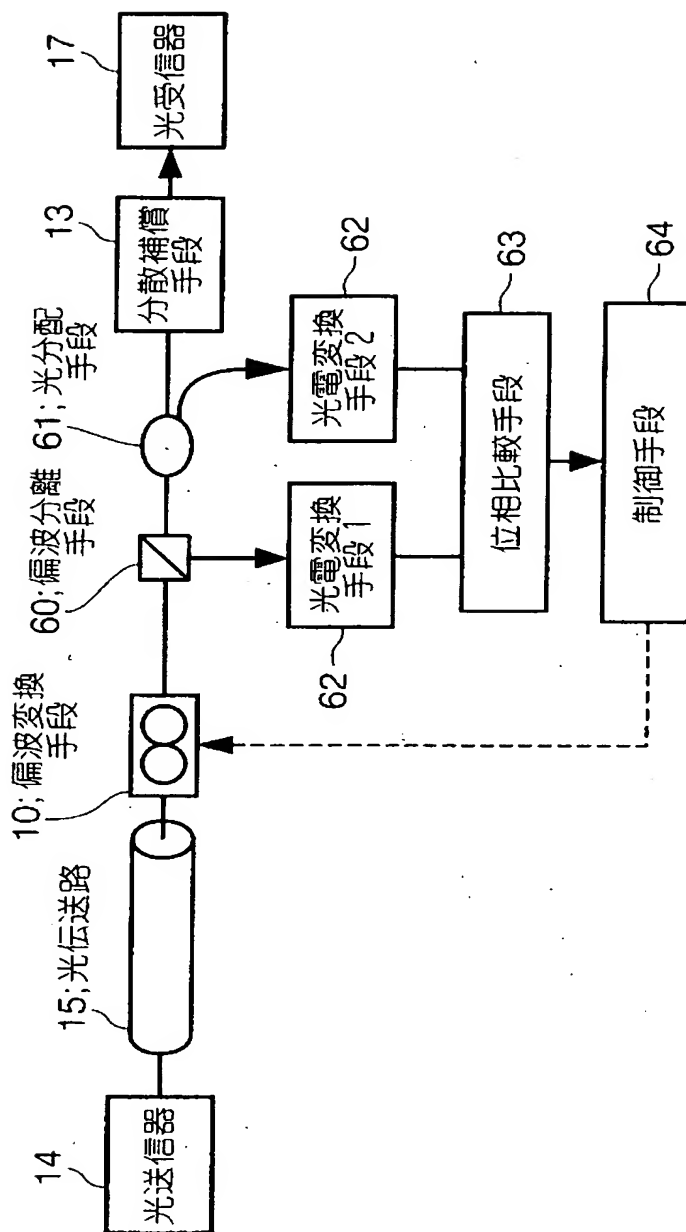 14
光送信器
15;光伝送路
10;偏波変換
手段
60;偏波分離
手段
61;光分配
手段
13
分散補償
手段
17
光受信器
光電変換
手段1
62
光電変換
手段2
62
位相比較手段
63
制御手段
64